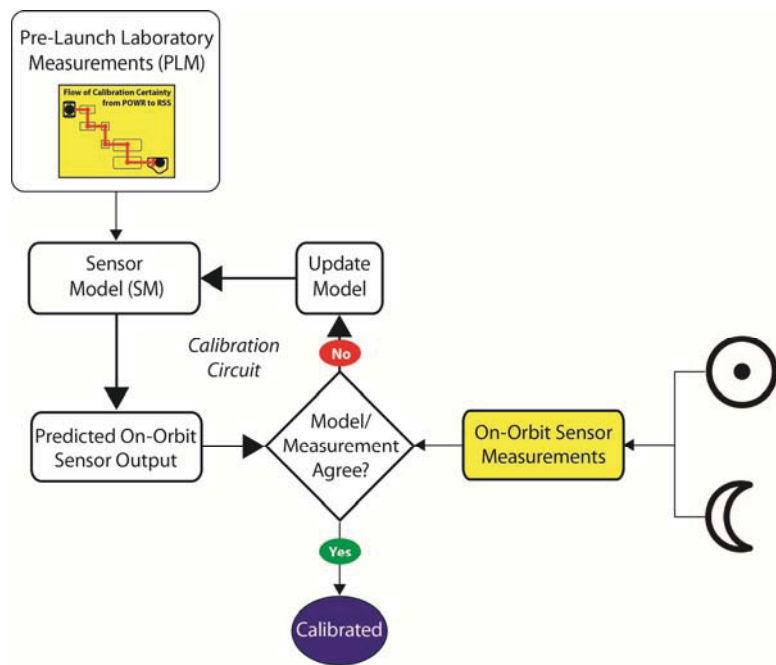 Pre-Launch Laboratory
Measurements (PLM)
Flow of Calibration Certainty
from POWR to RSS
Sensor
Model (SM)
Update
Model
Calibration
Circuit
No
Predicted On-Orbit
Sensor Output
Model/
Measurement
Agree?
On-Orbit Sensor
Measurements
Yes
Calibrated